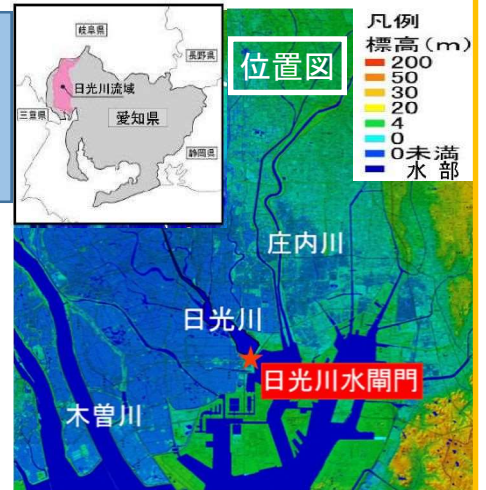 岐阜県
長野県
日光川流域
愛知県
三重県
静岡県
位置図
凡例
標高(m)
200
50
30
20
4
0
0未満
水部
庄内川
日光川
日光川水閘門
木曽川